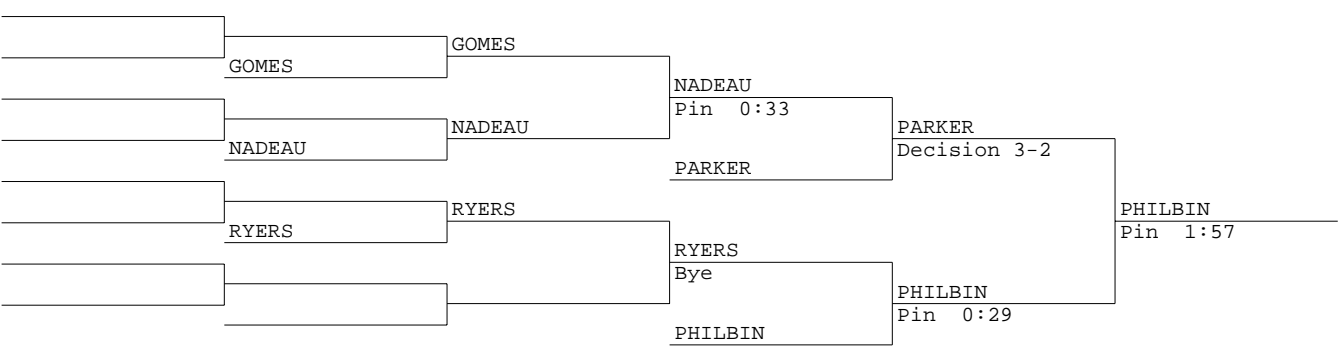 GOMES
GOMES
NADEAU
Pin 0:33
NADEAU
PARKER
NADEAU
Decision 3-2
PARKER
RYERS
PHILBIN
RYERS
Pin 1:57
RYERS
Bye
PHILBIN
Pin 0:29
PHILBIN